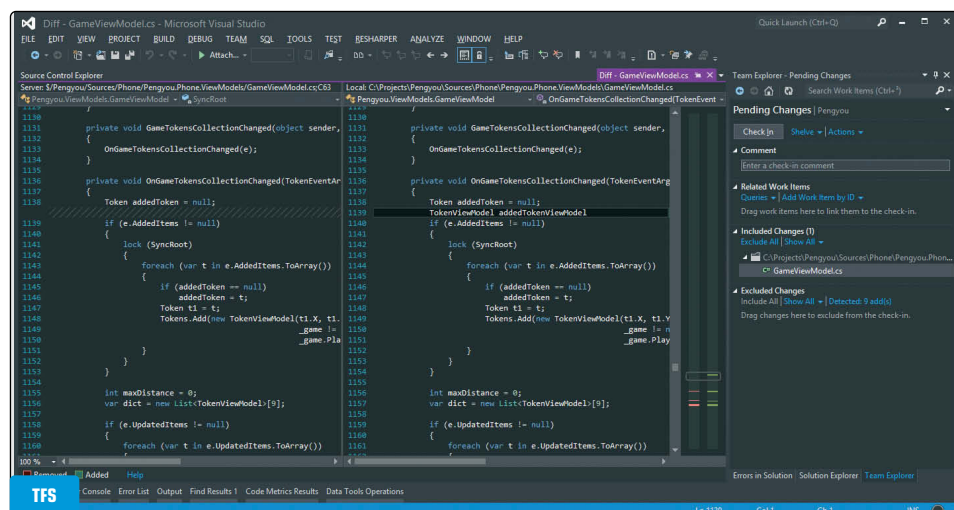 Diff - GameViewModel.cs - Microsoft Visual Studio
Quick Launch (Ctrl+Q)
FILE EDIT VIEW PROJECT BUILD DEBUG TEAM SQL TOOLS TEST RESHARPER ANALYZE WINDOW HELP
Attach...
Source Control Explorer
Diff - GameViewModel.cs
Server: $/Pengyou/Sources/Phone/Pengyou.Phone.ViewModels/GameViewModel.cs;C63
Pengyou.ViewModels.GameViewModel SyncRoot
1130
1131 private void GameTokensCollectionChanged(object sender,
1132 {
1133 OnGameTokensCollectionChanged(e);
1134 }
1135
1136 private void OnGameTokensCollectionChanged(TokenEventAr
1137 {
1138 Token addedToken = null;
1139 if (e.AddedItems != null)
1140 {
1141 lock (SyncRoot)
1142 {
1143 foreach (var t in e.AddedItems.ToArray())
1144 {
1145 if (addedToken == null)
1146 addedToken = t;
1147 Token t1 = t;
1148 Tokens.Add(new TokenViewModel(t1.X, t1.
1149 _game !=
1150 _game.Play
1151 }
1152 }
1153 }
1154
1155 int maxDistance = 0;
1156 var dict = new List<TokenViewModel>[9];
1157
1158 if (e.UpdatedItems != null)
1159 {
1160 foreach (var t in e.UpdatedItems.ToArray())
Local: C:\Projects\Pengyou\Sources\Phone\Pengyou.Phone.ViewModels\GameViewModel.cs
Pengyou.ViewModels.GameViewModel OnGameTokensCollectionChanged(TokenEvent
1130
1131 private void GameTokensCollectionChanged(object sender,
1132 {
1133 OnGameTokensCollectionChanged(e);
1134 }
1135
1136 private void OnGameTokensCollectionChanged(TokenEventArg
1137 {
1138 Token addedToken = null;
1139 TokenViewModel addedTokenViewModel
1140 if (e.AddedItems != null)
1141 {
1142 lock (SyncRoot)
1143 {
1144 foreach (var t in e.AddedItems.ToArray())
1145 {
1146 if (addedToken == null)
1147 addedToken = t;
1148 Token t1 = t;
1149 Tokens.Add(new TokenViewModel(t1.X, t1.Y
1150 _game != n
1151 _game.Play
1152 }
1153 }
1154 }
1155
1156 int maxDistance = 0;
1157 var dict = new List<TokenViewModel>[9];
1158
1159 if (e.UpdatedItems != null)
1160 {
1161 foreach (var t in e.UpdatedItems.ToArray())
100 %
Removed Added Help
Team Explorer - Pending Changes
Search Work Items (Ctrl+')
Pending Changes | Pengyou
Check In Shelve Actions
Comment
Enter a check-in comment
Related Work Items
Queries | Add Work Item by ID
Drag work items here to link them to the check-in.
Included Changes (1)
Exclude All | Show All
C:\Projects\Pengyou\Sources\Phone\Pengyou.Phon...
GameViewModel.cs
Excluded Changes
Include All | Show All | Detected: 9 add(s)
Drag changes here to exclude from the check-in.
Errors in Solution Solution Explorer Team Explorer
Console Error List Output Find Results 1 Code Metrics Results Data Tools Operations
TFS
Ln 1139 Col 1 Ch 1 INS